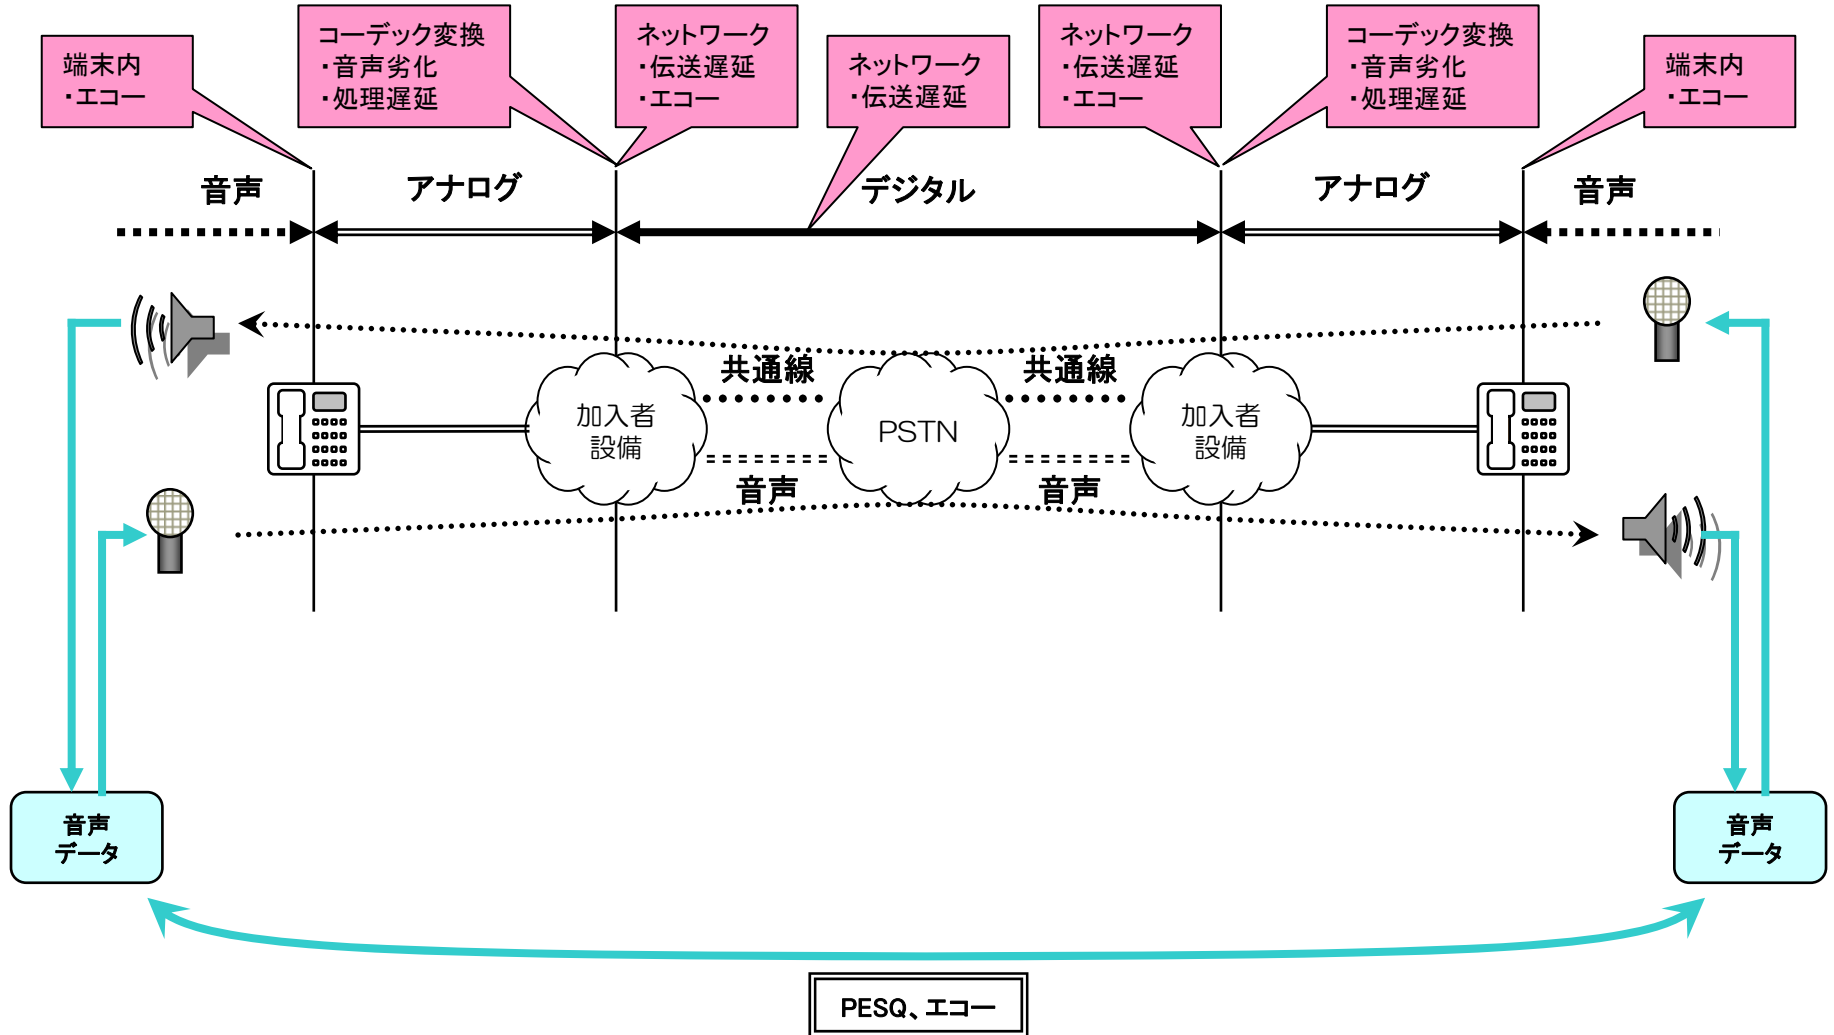 端末内
・エコー
コーデック変換
・音声劣化
・処理遅延
ネットワーク
・伝送遅延
・エコー
ネットワーク
・伝送遅延
ネットワーク
・伝送遅延
・エコー
コーデック変換
・音声劣化
・処理遅延
端末内
・エコー
音声
アナログ
デジタル
アナログ
音声
共通線
共通線
加入者
設備
PSTN
加入者
設備
音声
音声
音声
データ
音声
データ
PESQ、エコー